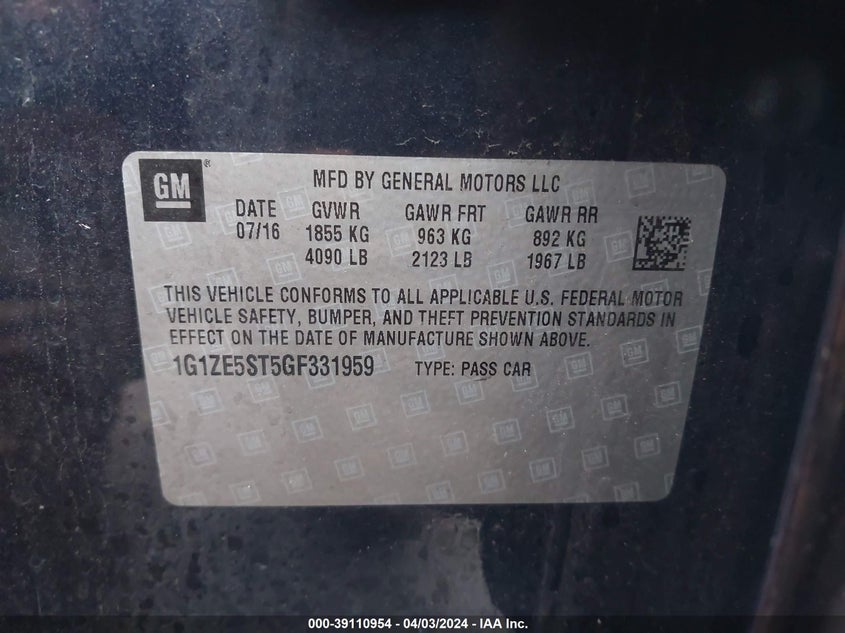 GM ®
MFD BY GENERAL MOTORS LLC
DATE GVWR GAWR FRT GAWR RR
07/16 1855 KG 963 KG 892 KG
4090 LB 2123 LB 1967 LB
THIS VEHICLE CONFORMS TO ALL APPLICABLE U.S. FEDERAL MOTOR
VEHICLE SAFETY, BUMPER, AND THEFT PREVENTION STANDARDS IN
EFFECT ON THE DATE OF MANUFACTURE SHOWN ABOVE.
1G1ZE5ST5GF331959 TYPE: PASS CAR
000-39110954 / 04/03/2024 - IAA Inc.